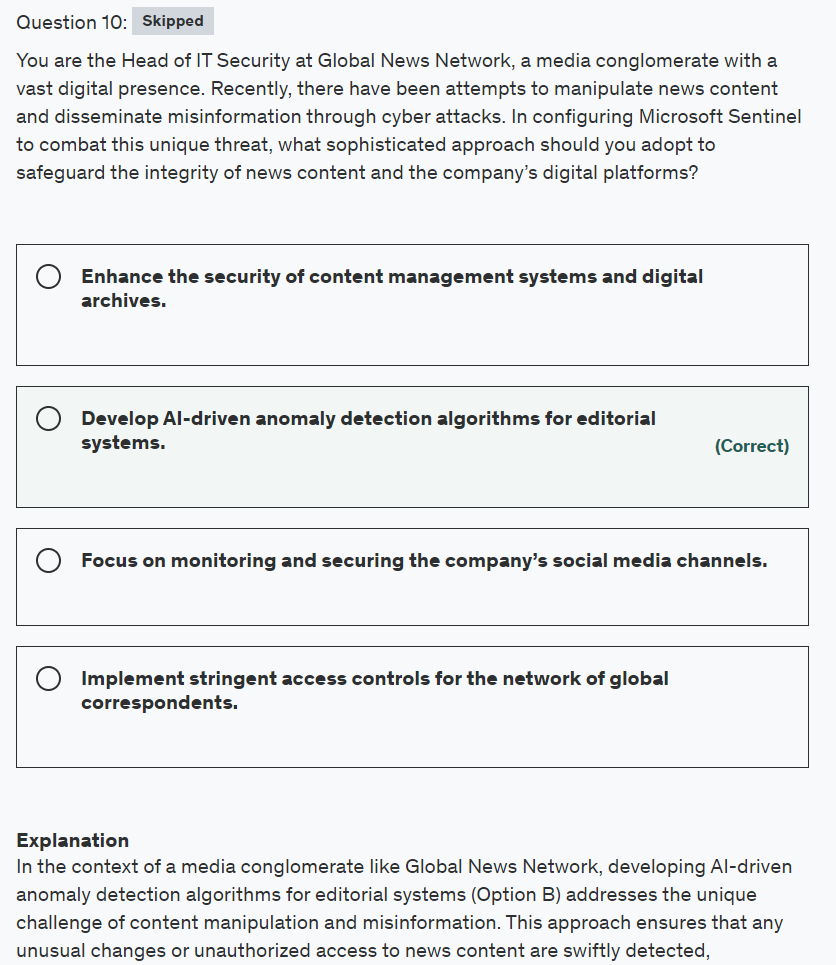 Question 10: Skipped
You are the Head of IT Security at Global News Network, a media conglomerate with a
vast digital presence. Recently, there have been attempts to manipulate news content
and disseminate misinformation through cyber attacks. In configuring Microsoft Sentinel
to combat this unique threat, what sophisticated approach should you adopt to
safeguard the integrity of news content and the company’s digital platforms?
Enhance the security of content management systems and digital
archives.
Develop AI-driven anomaly detection algorithms for editorial
systems.
(Correct)
Focus on monitoring and securing the company’s social media channels.
Implement stringent access controls for the network of global
correspondents.
Explanation
In the context of a media conglomerate like Global News Network, developing AI-driven
anomaly detection algorithms for editorial systems (Option B) addresses the unique
challenge of content manipulation and misinformation. This approach ensures that any
unusual changes or unauthorized access to news content are swiftly detected,